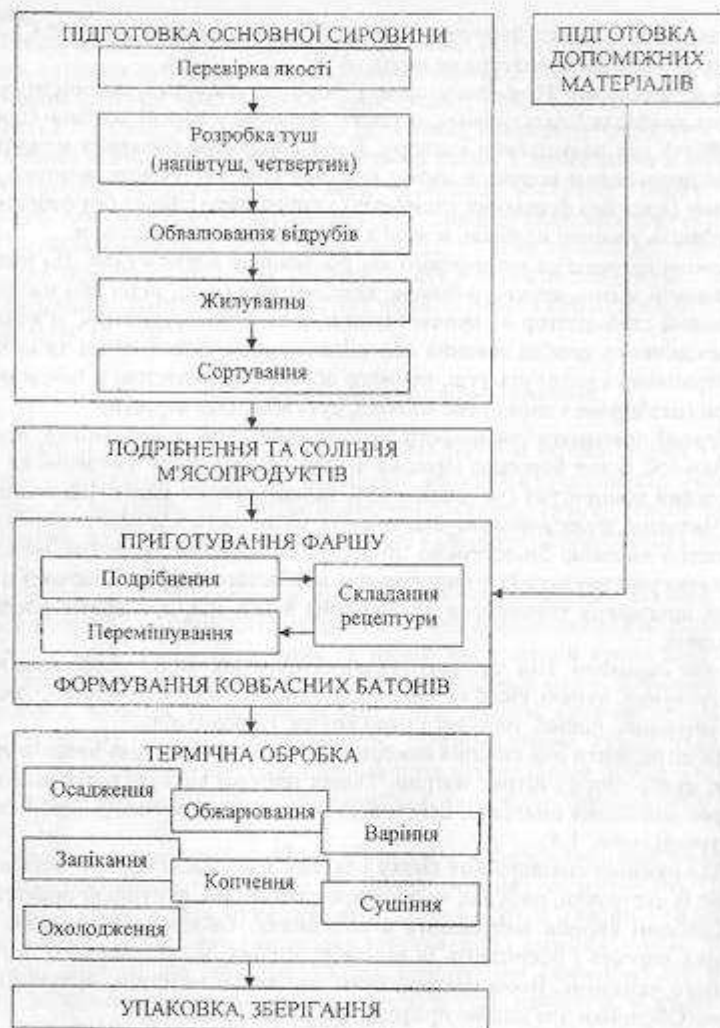 ПІДГОТОВКА ОСНОВНОЇ СИРОВИНИ
Перевірка якості
Розробка туш
(напівтуш, четвертин)
Обвалювання відрубів
Жилування
Сортування
ПІДГОТОВКА
ДОПОМІЖНИХ
МАТЕРІАЛІВ
ПОДРІБНЕННЯ ТА СОЛІННЯ
М'ЯСОПРОДУКТІВ
ПРИГОТУВАННЯ ФАРШУ
Подрібнення
Складання
рецептури
Перемішування
ФОРМУВАННЯ КОВБАСНИХ БАТОНІВ
ТЕРМІЧНА ОБРОБКА
Осадження
Обжарювання
Варіння
Запікання
Копчення
Сушіння
Охолодження
УПАКОВКА, ЗБЕРІГАННЯ